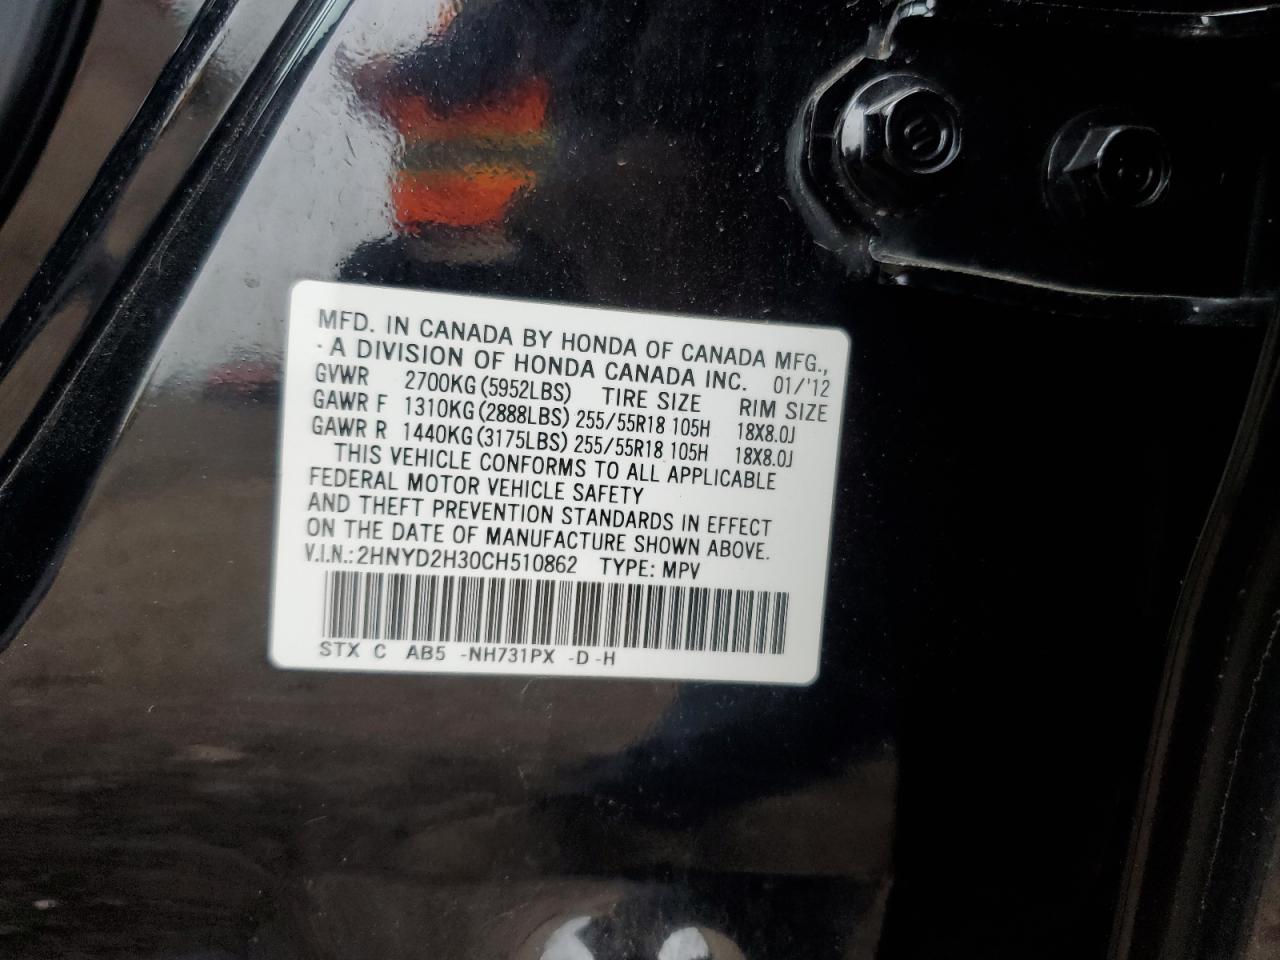 MFD. IN CANADA BY HONDA OF CANADA MFG.,
- A DIVISION OF HONDA CANADA INC. 01/'12
GVWR 2700KG (5952LBS) TIRE SIZE RIM SIZE
GAWR F 1310KG (2888LBS) 255/55R18 105H 18X8.0J
GAWR R 1440KG (3175LBS) 255/55R18 105H 18X8.0J
THIS VEHICLE CONFORMS TO ALL APPLICABLE
FEDERAL MOTOR VEHICLE SAFETY
AND THEFT PREVENTION STANDARDS IN EFFECT
ON THE DATE OF MANUFACTURE SHOWN ABOVE.
V.I.N.: 2HNYD2H30CH510862 TYPE: MPV
STX C AB5 -NH731PX -D -H